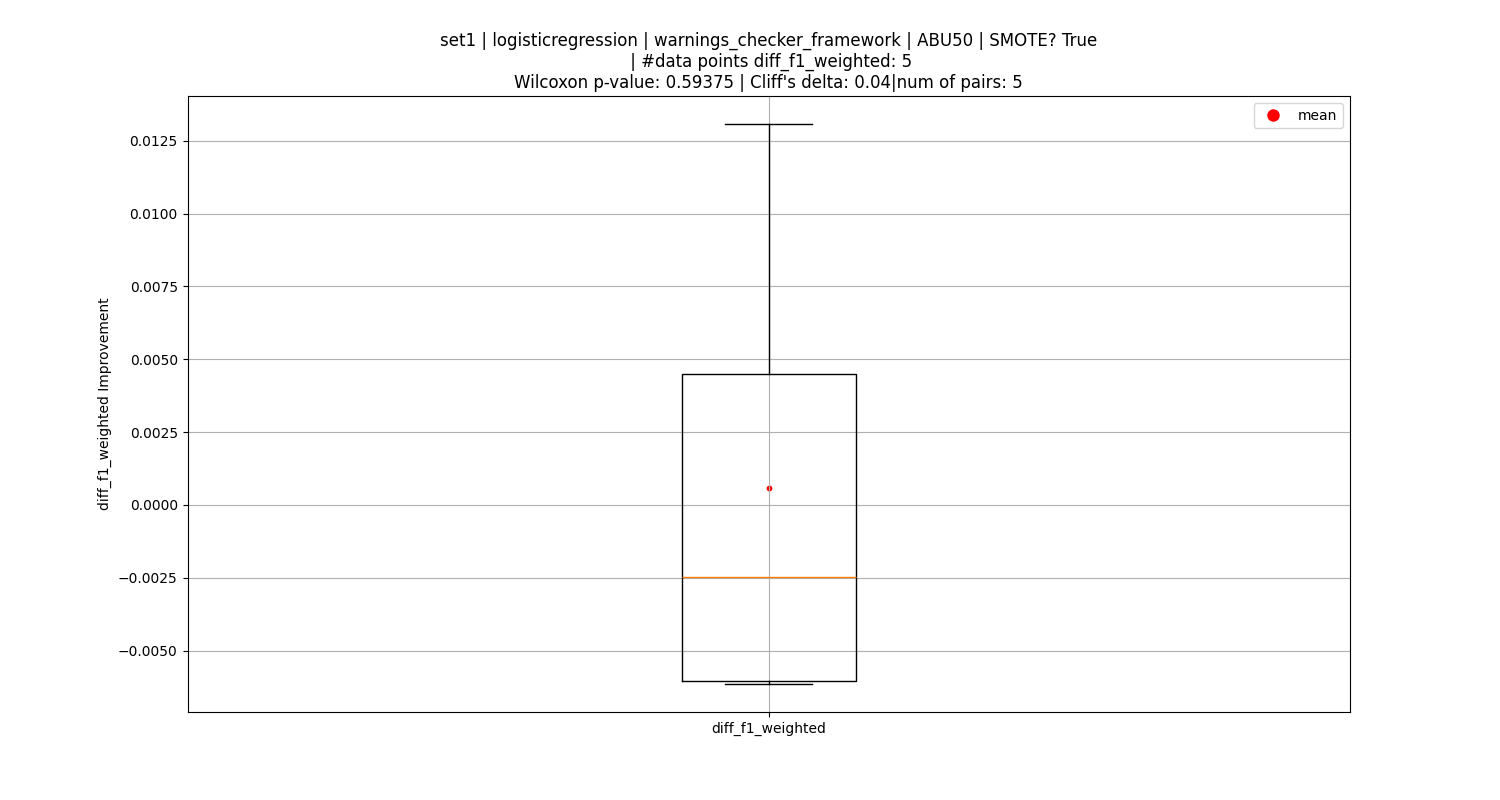 set1 | logisticregression | warnings_checker_framework | ABU50 | SMOTE? True
| #data points diff_f1_weighted: 5
Wilcoxon p-value: 0.59375 | Cliff's delta: 0.04|num of pairs: 5
mean
0.0125
0.0100
0.0075
0.0050
0.0025
0.0000
−0.0025
−0.0050
diff_f1_weighted Improvement
diff_f1_weighted